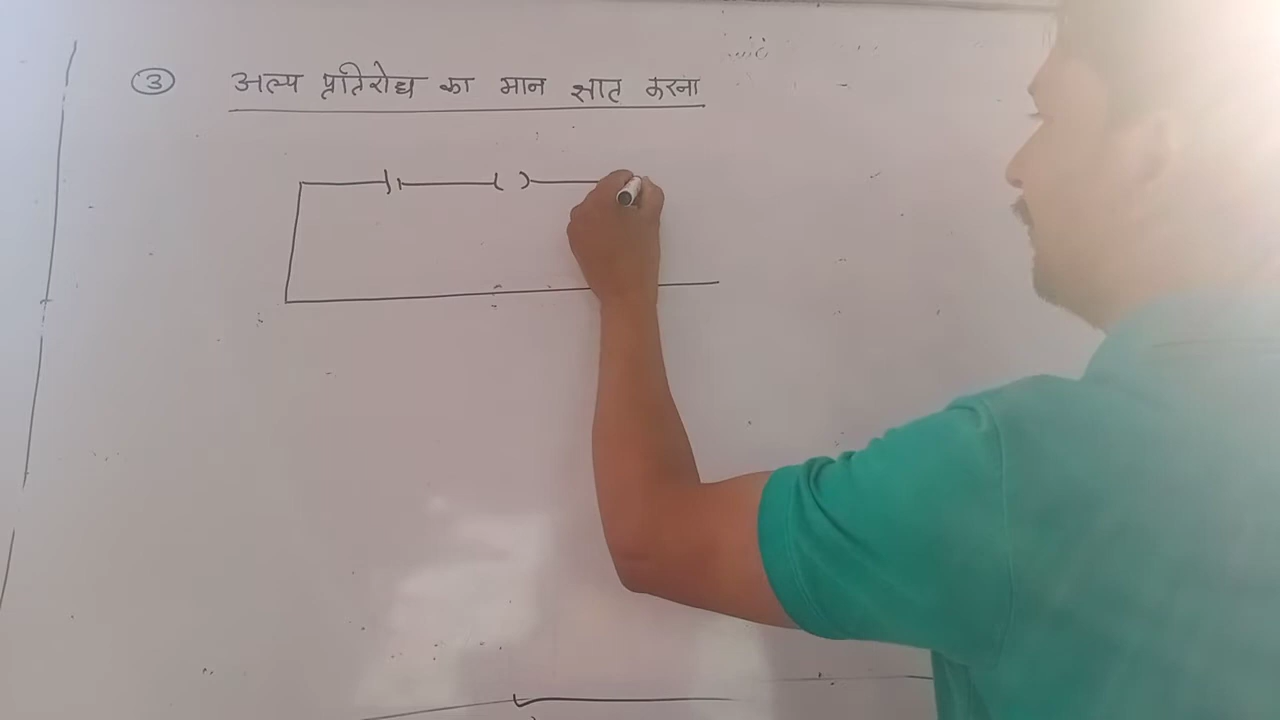 ③ अल्प प्रतिरोध का मान ज्ञात करना